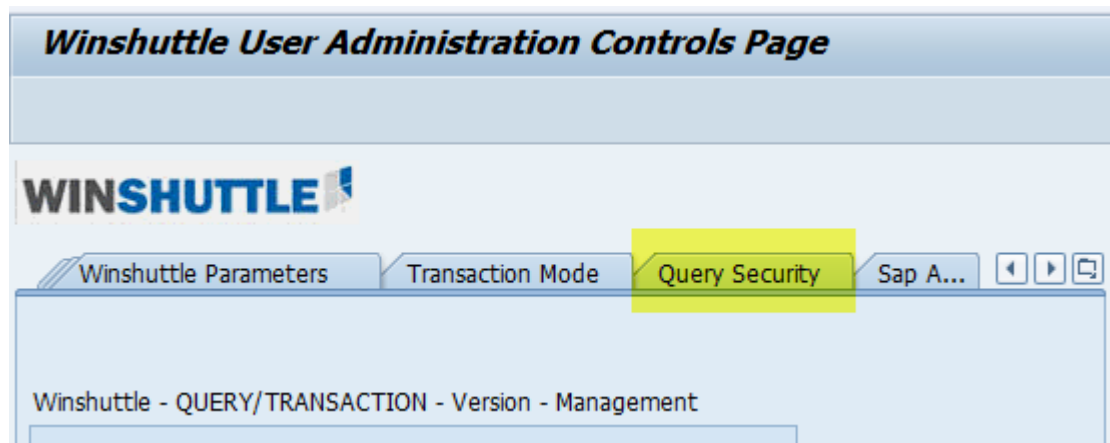 Winshuttle User Administration Controls Page
WINSHUTTLE
Winshuttle Parameters Transaction Mode Query Security Sap A...
Winshuttle - QUERY/TRANSACTION - Version - Management